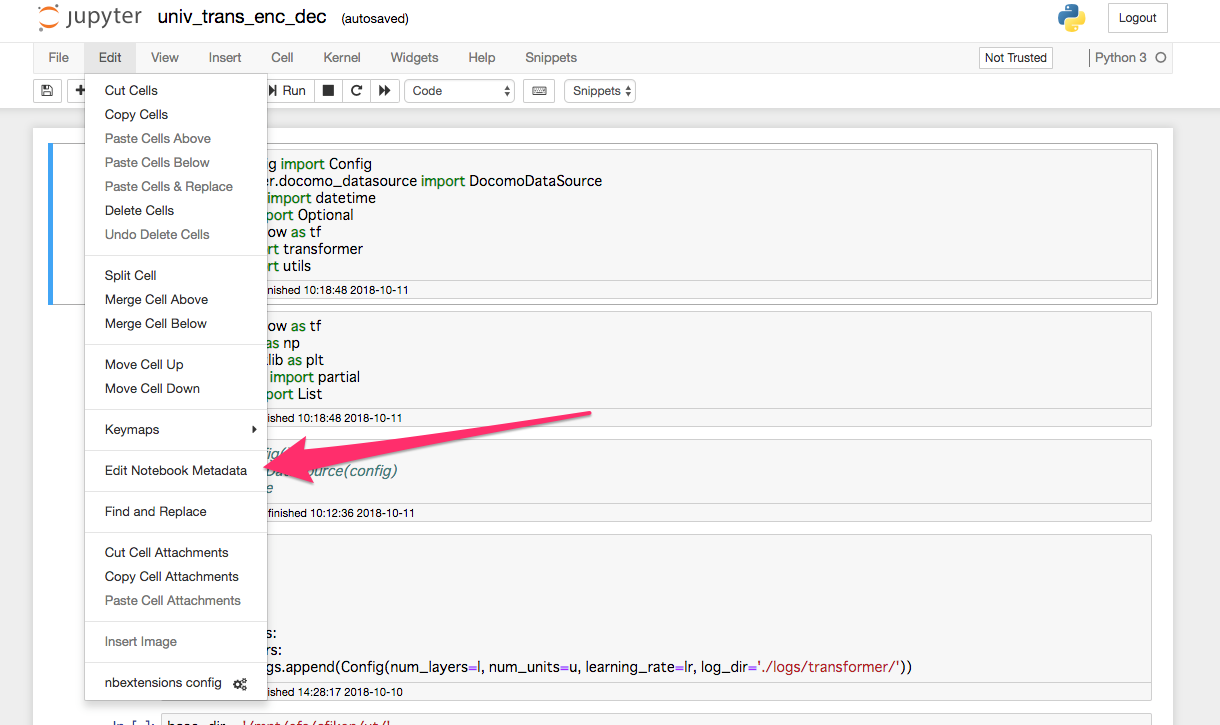 jupyter univ_trans_enc_dec (autosaved) Logout
File Edit View Insert Cell Kernel Widgets Help Snippets Not Trusted Python 3
Run Code Snippets
Cut Cells
Copy Cells
Paste Cells Above
Paste Cells Below
Paste Cells & Replace
Delete Cells
Undo Delete Cells
Split Cell
Merge Cell Above
Merge Cell Below
Move Cell Up
Move Cell Down
Keymaps
Edit Notebook Metadata
Find and Replace
Cut Cell Attachments
Copy Cell Attachments
Paste Cell Attachments
Insert Image
nbextensions config
g import Config
er.docomo_datasource import DocomoDataSource
import datetime
port Optional
ow as tf
rt transformer
rt utils
nished 10:18:48 2018-10-11
ow as tf
as np
lib as plt
import partial
port List
ished 10:18:48 2018-10-11
urce(config)
e
finished 10:12:36 2018-10-11
s:
rs:
gs.append(Config(num_layers=l, num_units=u, learning_rate=lr, log_dir='./logs/transformer/'))
ished 14:28:17 2018-10-10